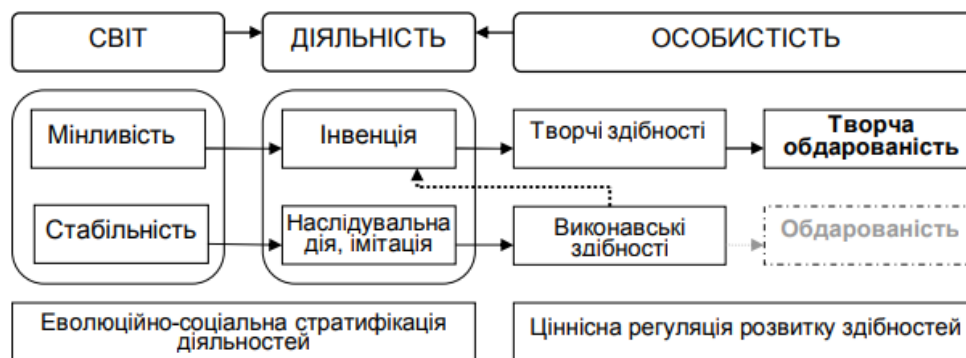 СВІТ
ДІЯЛЬНІСТЬ
ОСОБИСТІСТЬ
Мінливість
Інвенція
Творчі здібності
Творча
обдарованість
Стабільність
Наслідувальна
дія, імітація
Виконавські
здібності
Обдарованість
Еволюційно-соціальна стратифікація
діяльностей
Ціннісна регуляція розвитку здібностей